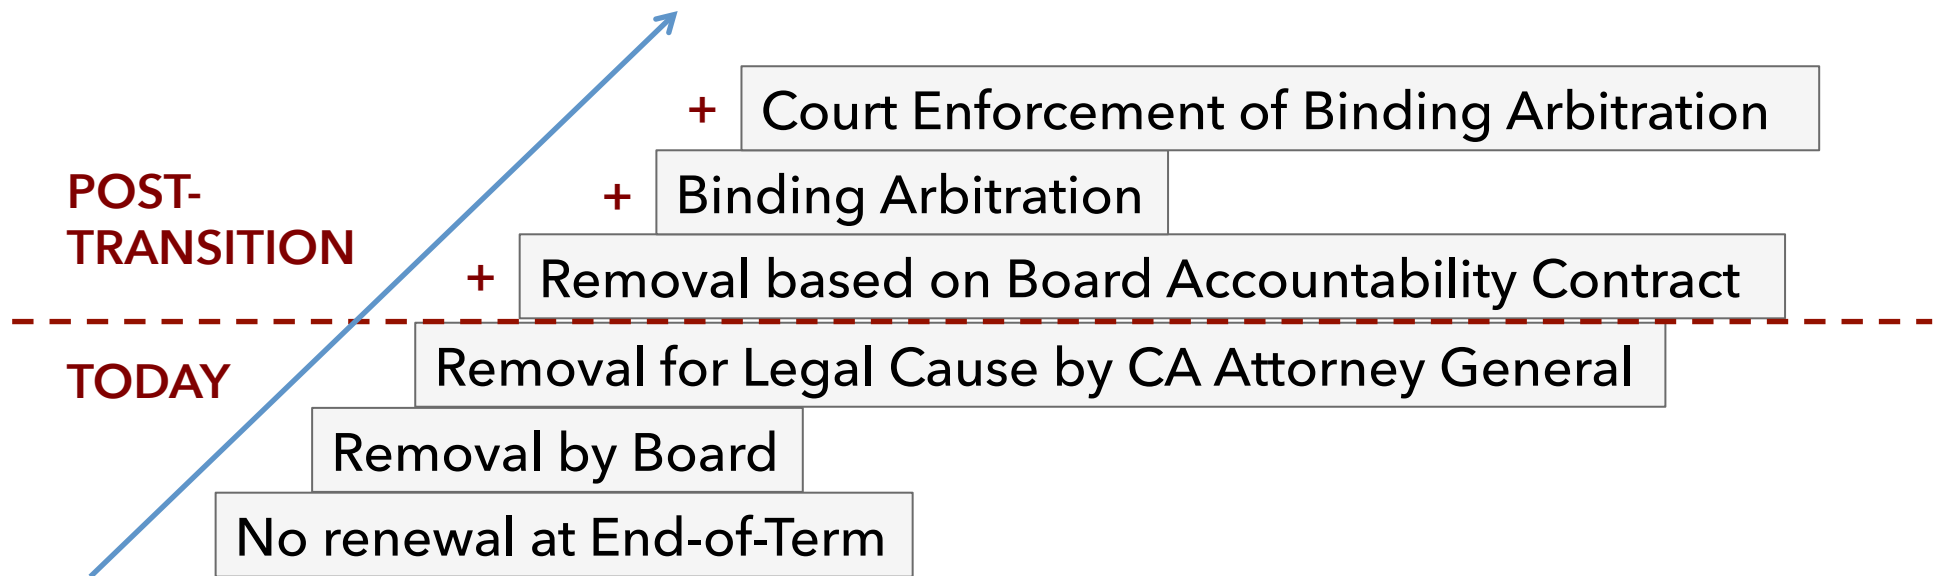 + Court Enforcement of Binding Arbitration
POST-
TRANSITION
+ Binding Arbitration
+ Removal based on Board Accountability Contract
TODAY
Removal for Legal Cause by CA Attorney General
Removal by Board
No renewal at End-of-Term